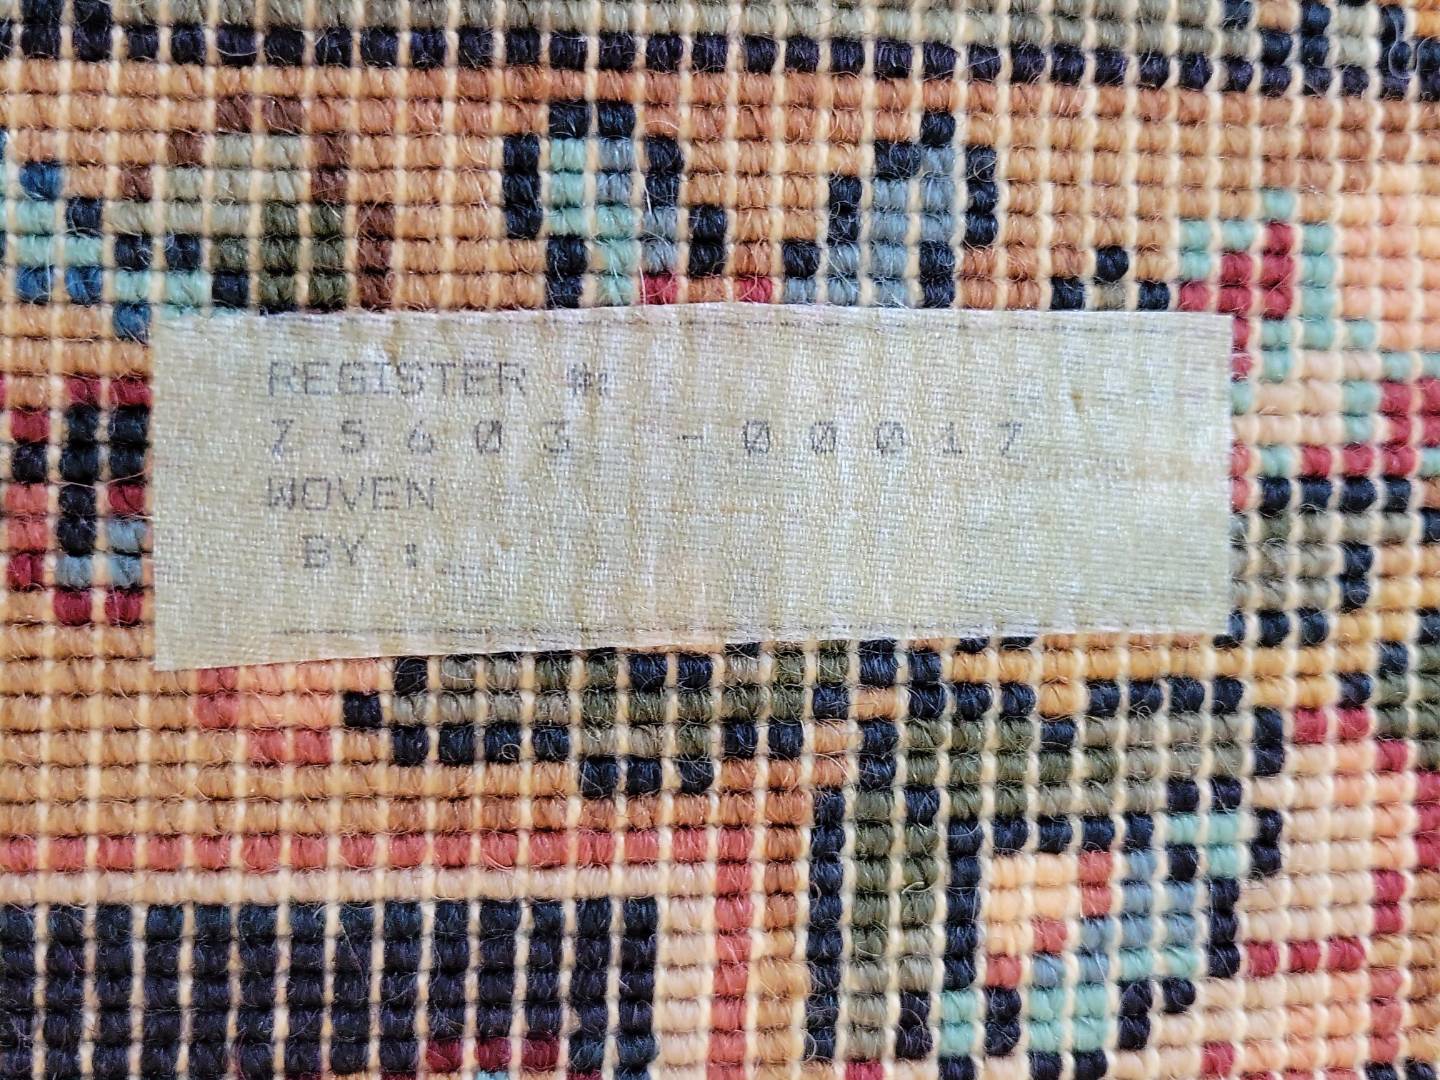 REGISTER #:
75603 -00017
WOVEN
BY :